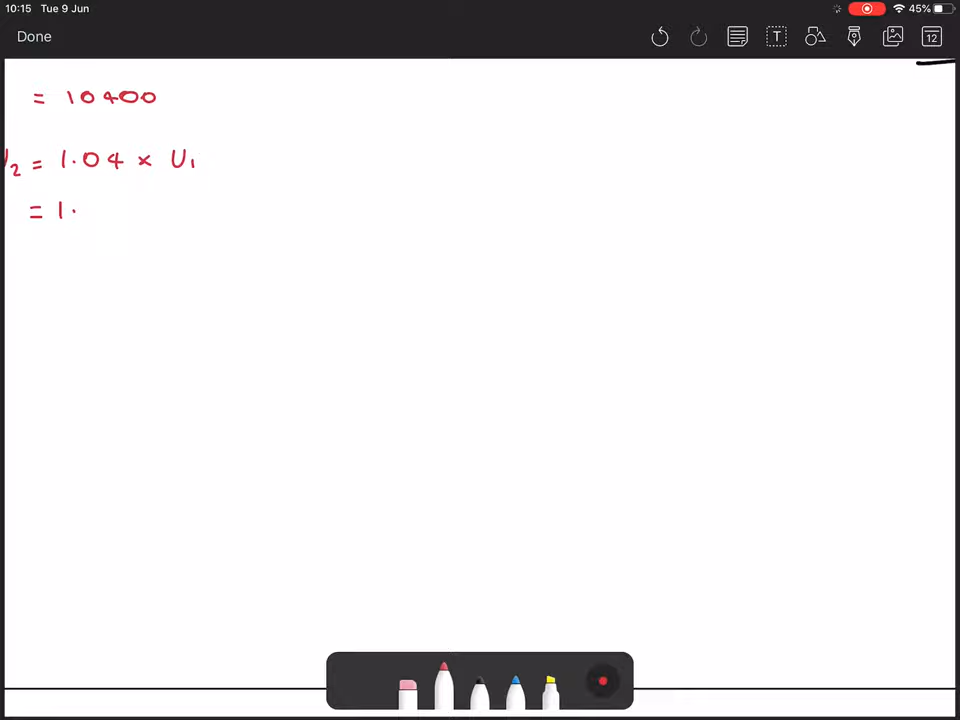 10:15 Tue 9 Jun 45%
Done T 12
= 10400
U₂ = 1.04 × U₁
= 1.